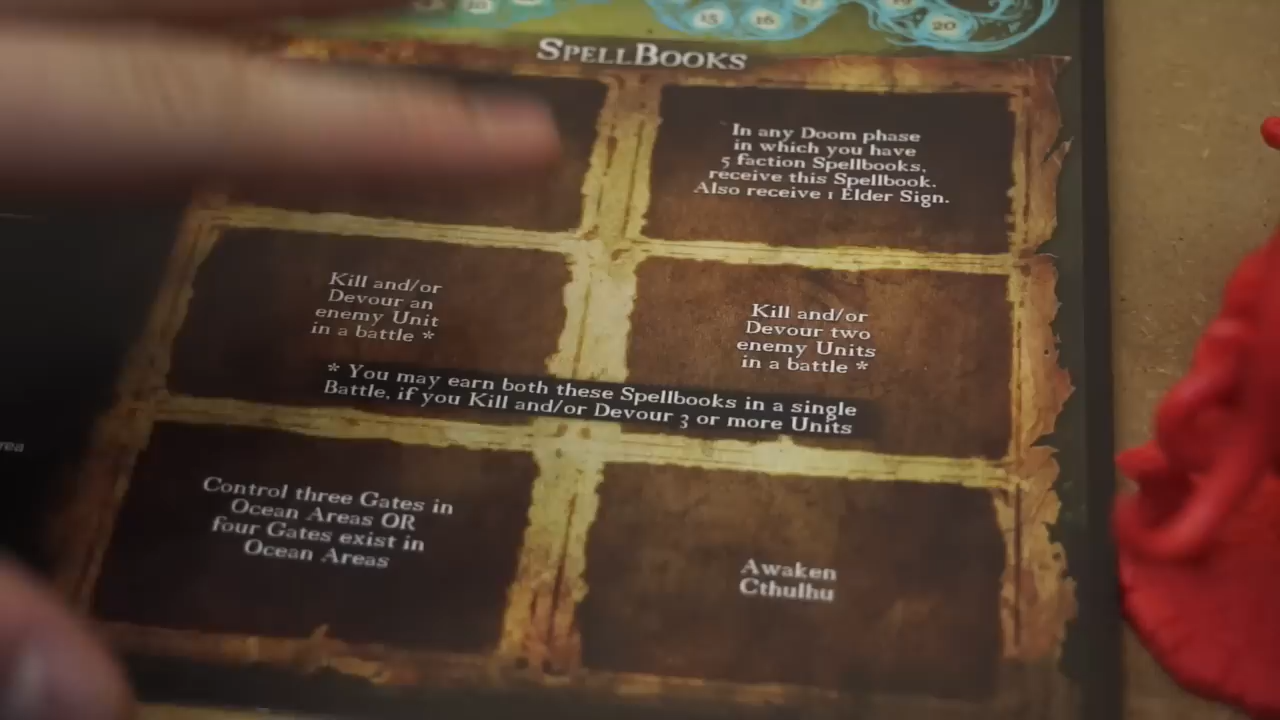 15 16 20
SpellBooks
In any Doom phase
in which you have
5 faction Spellbooks,
receive this Spellbook.
Also receive 1 Elder Sign.
Kill and/or
Devour an
enemy Unit
in a battle *
Kill and/or
Devour two
enemy Units
in a battle *
* You may earn both these Spellbooks in a single
Battle, if you Kill and/or Devour 3 or more Units
Control three Gates in
Ocean Areas OR
four Gates exist in
Ocean Areas
Awaken
Cthulhu